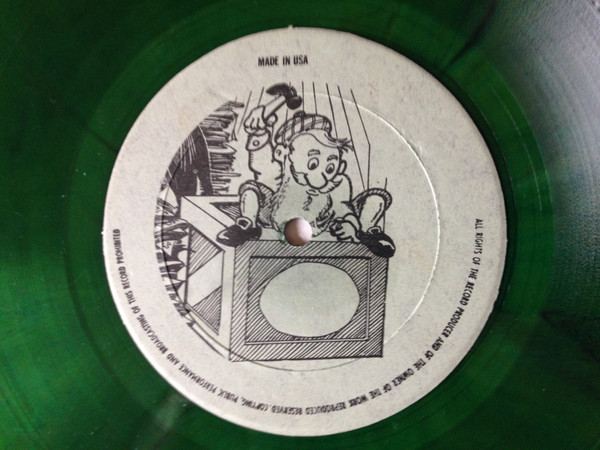 MADE IN USA
ALL RIGHTS OF THE RECORD PRODUCER AND OF THE OWNER OF THE WORK REPRODUCED RESERVED. COPYING, PUBLIC PERFORMANCE AND BROADCASTING OF THIS RECORD PROHIBITED